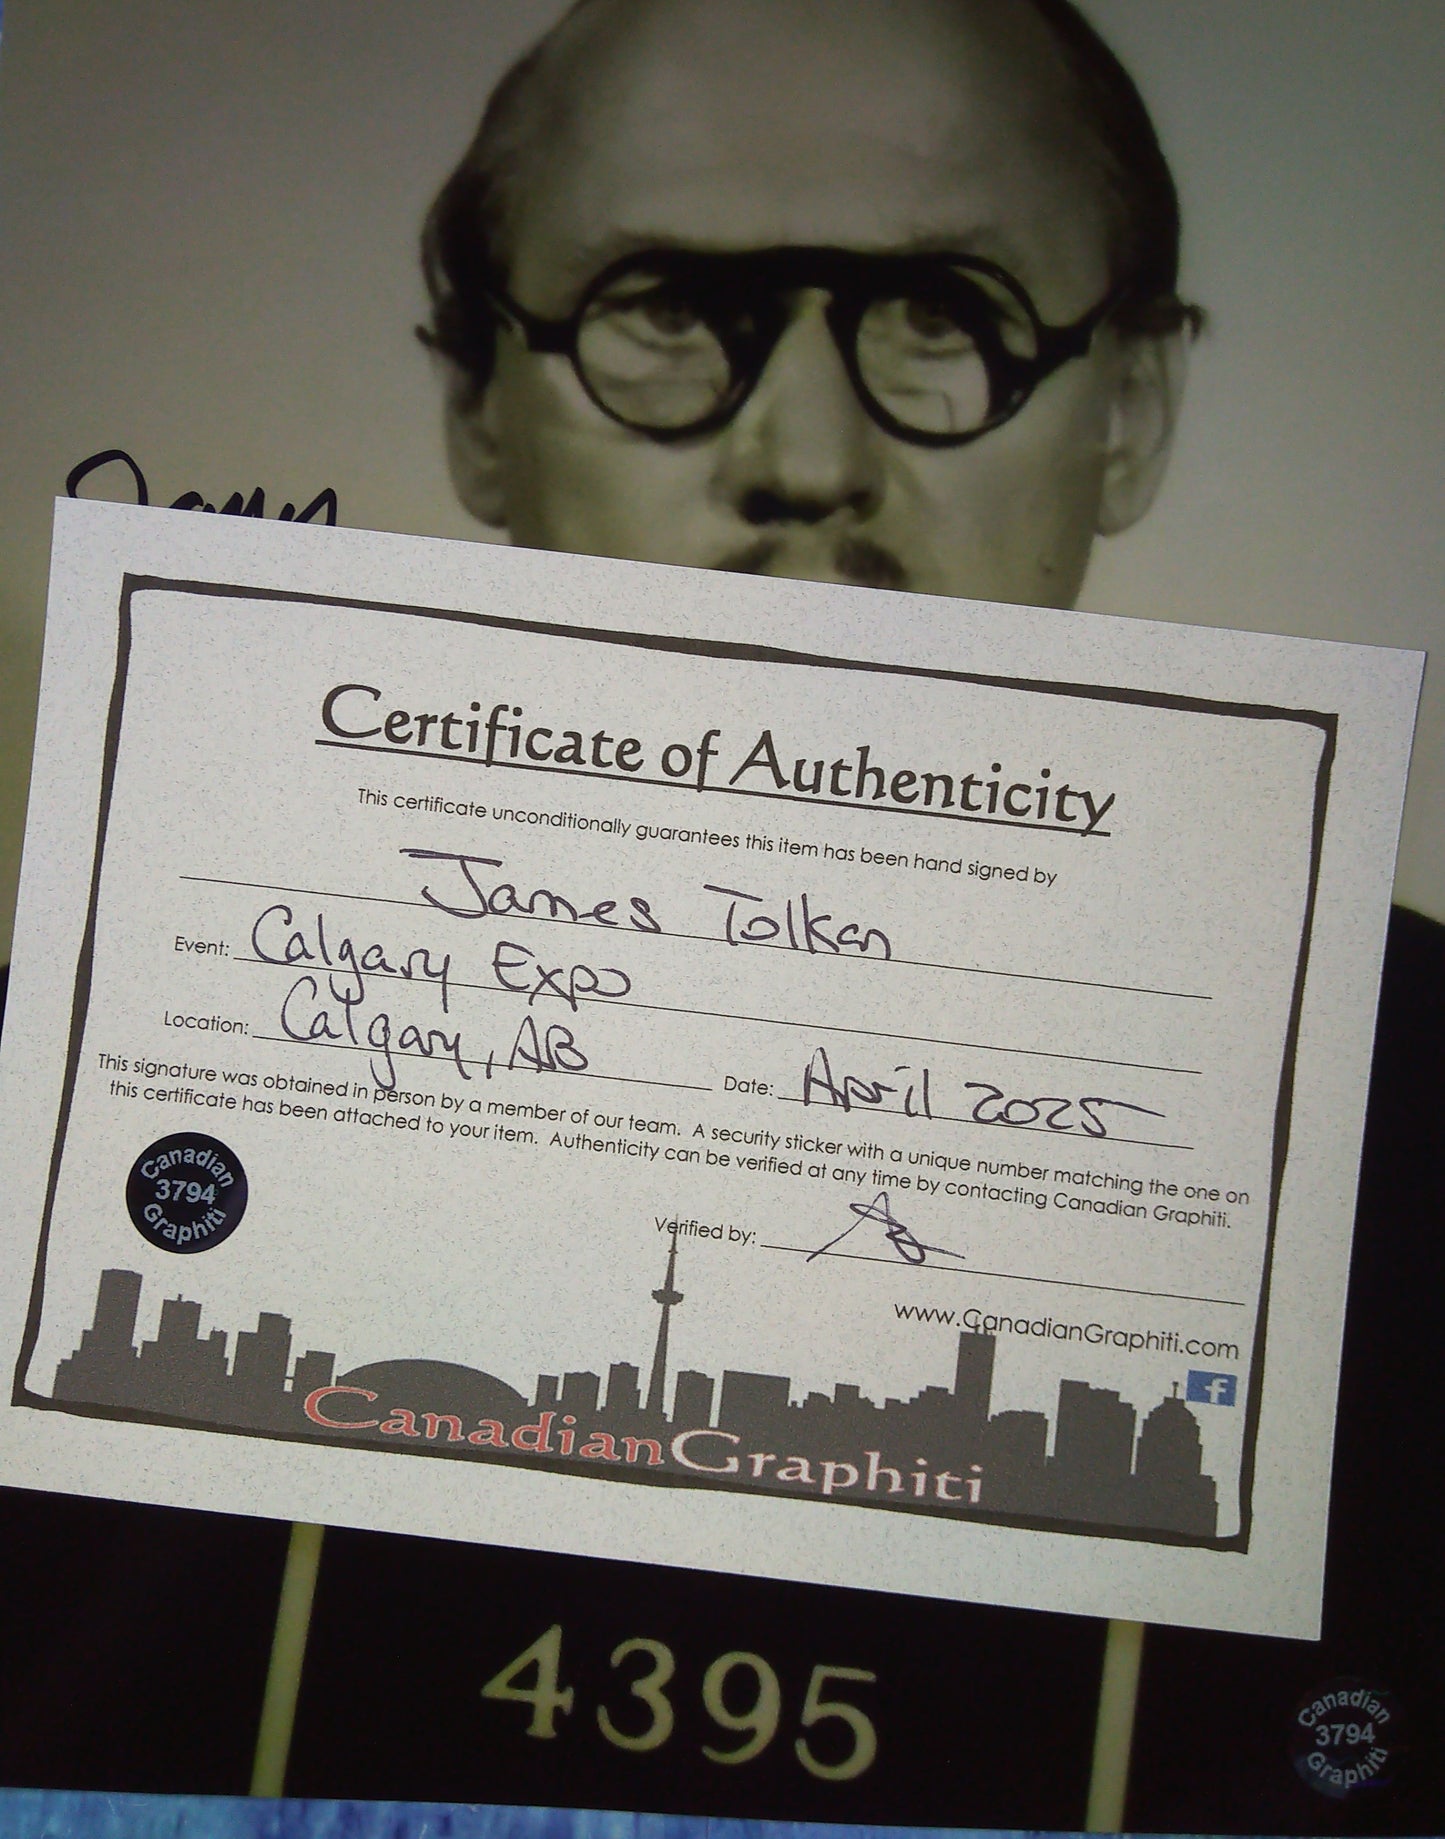 Certificate of Authenticity
This certificate unconditionally guarantees this item has been hand signed by
James Tolkan
Event: Calgary Expo
Location: Calgary, AB
Date: April 2025
This signature was obtained in person by a member of our team. A security sticker with a unique number matching the one on
this certificate has been attached to your item. Authenticity can be verified at any time by contacting Canadian Graphiti.
Canadian
3794
Graphiti
Verified by:
www.CanadianGraphiti.com
f
CanadianGraphiti
4395
Canadian
3794
Graphiti